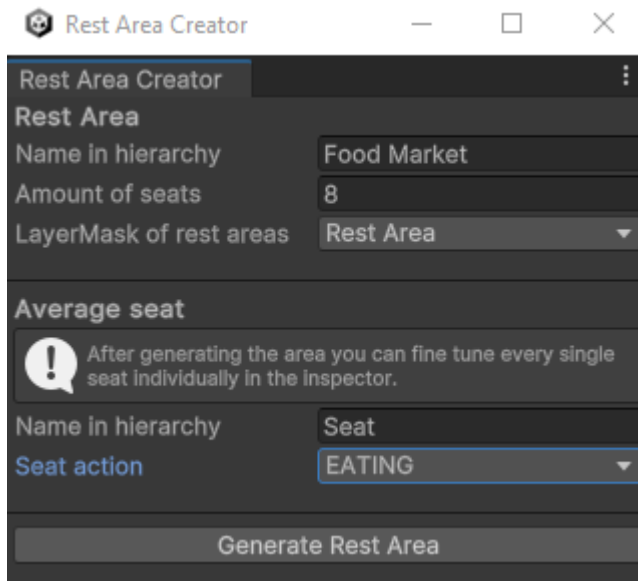 Rest Area Creator
Rest Area Creator
Rest Area
Name in hierarchy Food Market
Amount of seats 8
LayerMask of rest areas Rest Area
Average seat
After generating the area you can fine tune every single
seat individually in the inspector.
Name in hierarchy Seat
Seat action EATING
Generate Rest Area